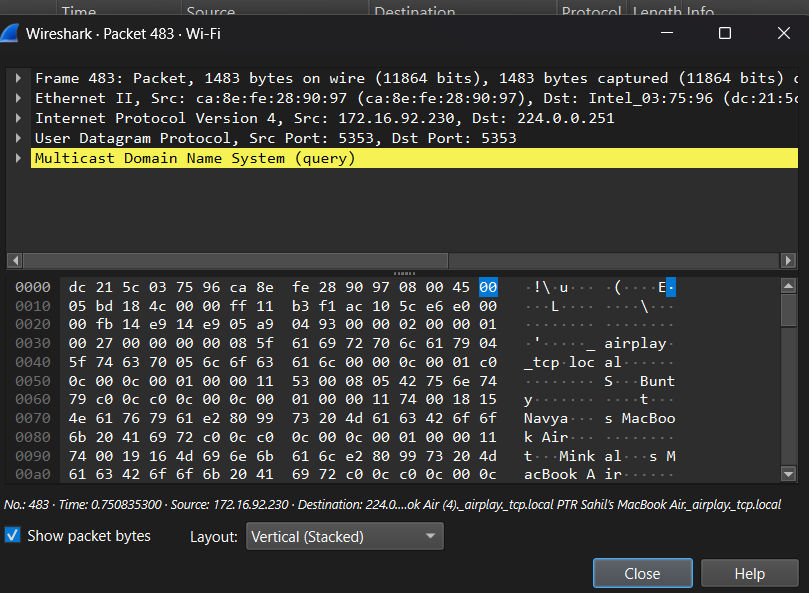 Time Source Destination Protocol Length Info
Wireshark · Packet 483 · Wi-Fi
Frame 483: Packet, 1483 bytes on wire (11864 bits), 1483 bytes captured (11864 bits) o
Ethernet II, Src: ca:8e:fe:28:90:97 (ca:8e:fe:28:90:97), Dst: Intel_03:75:96 (dc:21:5c
Internet Protocol Version 4, Src: 172.16.92.230, Dst: 224.0.0.251
User Datagram Protocol, Src Port: 5353, Dst Port: 5353
Multicast Domain Name System (query)
0000 dc 21 5c 03 75 96 ca 8e fe 28 90 97 08 00 45 00 ·!\·u··· ·(····E·
0010 05 bd 18 4c 00 00 ff 11 b3 f1 ac 10 5c e6 e0 00 ···L···· ····\···
0020 00 fb 14 e9 14 e9 05 a9 04 93 00 00 02 00 00 01 ········ ········
0030 00 27 00 00 00 00 08 5f 61 69 72 70 6c 61 79 04 ·'·····_ airplay·
0040 5f 74 63 70 05 6c 6f 63 61 6c 00 00 0c 00 01 c0 _tcp·loc al······
0050 0c 00 0c 00 01 00 00 11 53 00 08 05 42 75 6e 74 ········ S···Bunt
0060 79 c0 0c c0 0c 00 0c 00 01 00 00 11 74 00 18 15 y······· ····t···
0070 4e 61 76 79 61 e2 80 99 73 20 4d 61 63 42 6f 6f Navya··· s MacBoo
0080 6b 20 41 69 72 c0 0c c0 0c 00 0c 00 01 00 00 11 k Air··· ········
0090 74 00 19 16 4d 69 6e 6b 61 6c e2 80 99 73 20 4d t···Mink al···s M
00a0 61 63 42 6f 6f 6b 20 41 69 72 c0 0c c0 0c 00 0c acBook A ir······
No.: 483 · Time: 0.750835300 · Source: 172.16.92.230 · Destination: 224.0....ok Air (4)._airplay._tcp.local PTR Sahil's MacBook Air._airplay._tcp.local
Show packet bytes Layout: Vertical (Stacked)
Close Help